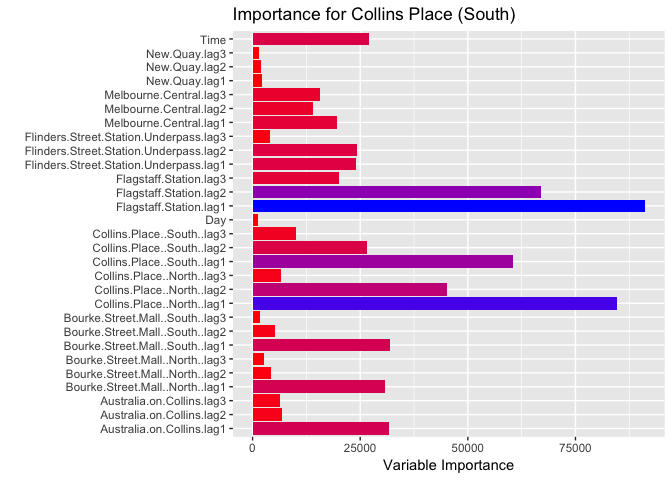 Importance for Collins Place (South)
Time
New.Quay.lag3
New.Quay.lag2
New.Quay.lag1
Melbourne.Central.lag3
Melbourne.Central.lag2
Melbourne.Central.lag1
Flinders.Street.Station.Underpass.lag3
Flinders.Street.Station.Underpass.lag2
Flinders.Street.Station.Underpass.lag1
Flagstaff.Station.lag3
Flagstaff.Station.lag2
Flagstaff.Station.lag1
Day
Collins.Place..South..lag3
Collins.Place..South..lag2
Collins.Place..South..lag1
Collins.Place..North..lag3
Collins.Place..North..lag2
Collins.Place..North..lag1
Bourke.Street.Mall..South..lag3
Bourke.Street.Mall..South..lag2
Bourke.Street.Mall..South..lag1
Bourke.Street.Mall..North..lag3
Bourke.Street.Mall..North..lag2
Bourke.Street.Mall..North..lag1
Australia.on.Collins.lag3
Australia.on.Collins.lag2
Australia.on.Collins.lag1
0 25000 50000 75000
Variable Importance